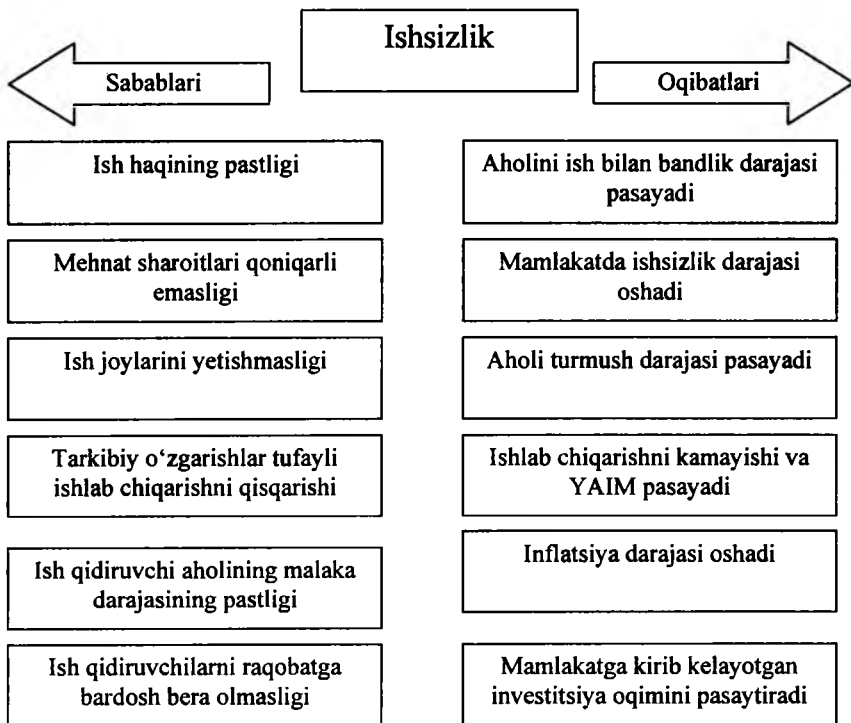 Ishsizlik
Sabablari
Oqibatlari
Ish haqining pastligi
Mehnat sharoitlari qoniqarli
emasligi
Ish joylarini yetishmasligi
Tarkibiy o‘zgarishlar tufayli
ishlab chiqarishni qisqarishi
Ish qidiruvchi aholining malaka
darajasining pastligi
Ish qidiruvchilarni raqobatga
bardosh bera olmasligi
Aholini ish bilan bandlik darajasi
pasayadi
Mamlakatda ishsizlik darajasi
oshadi
Aholi turmush darajasi pasayadi
Ishlab chiqarishni kamayishi va
YAIM pasayadi
Inflatsiya darajasi oshadi
Mamlakatga kirib kelayotgan
investitsiya oqimini pasaytiradi